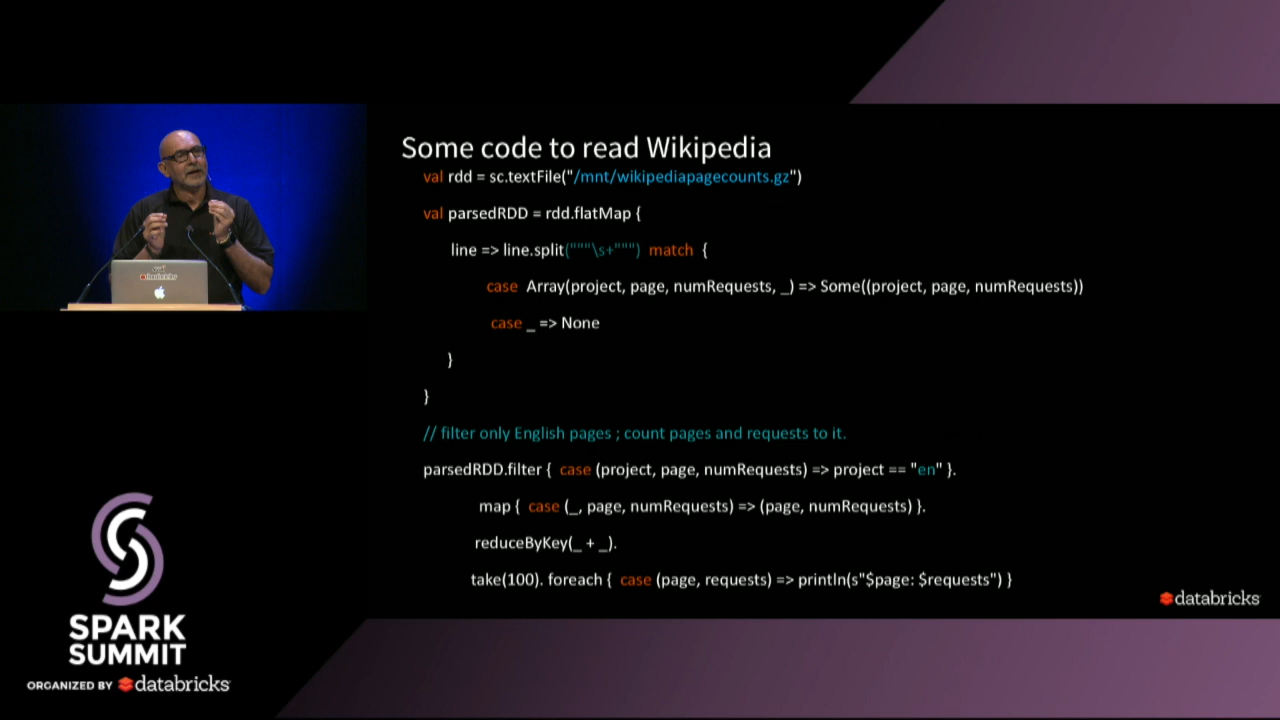 Some code to read Wikipedia
val rdd = sc.textFile("/mnt/wikipediapagecounts.gz")
val parsedRDD = rdd.flatMap {
line => line.split("""\s+""") match {
case Array(project, page, numRequests, _) => Some((project, page, numRequests))
case _ => None
}
}
// filter only English pages ; count pages and requests to it.
parsedRDD.filter { case (project, page, numRequests) => project == "en" }.
map { case (_, page, numRequests) => (page, numRequests) }.
reduceByKey(_ + _).
take(100). foreach { case (page, requests) => println(s"$page: $requests") }
databricks
SPARK
SUMMIT
ORGANIZED BY databricks